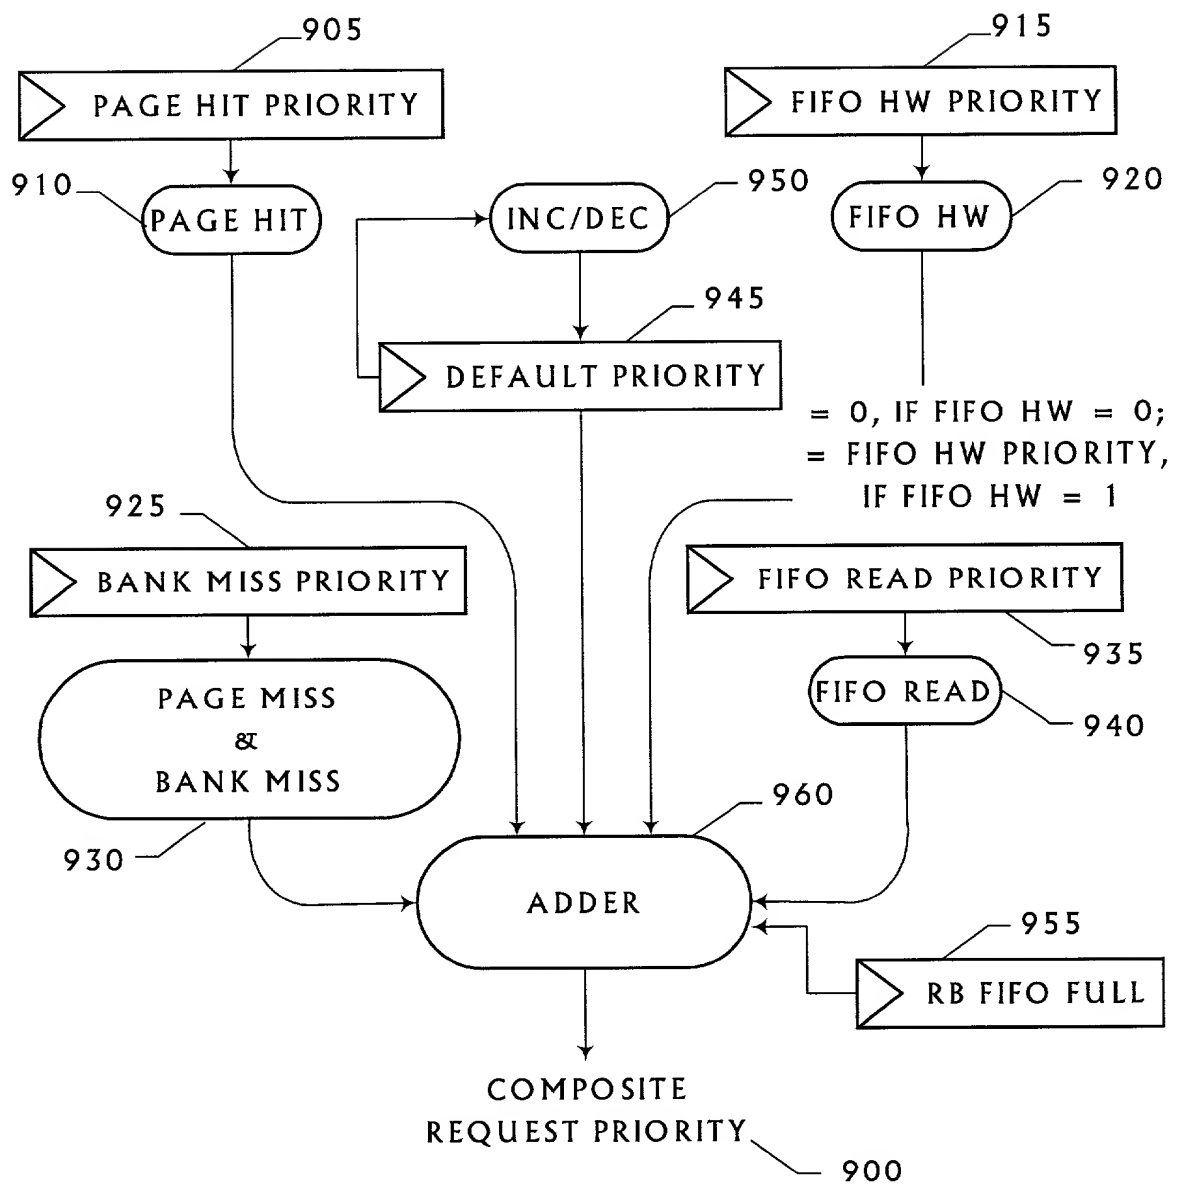 905
PAGE HIT PRIORITY
915
FIFO HW PRIORITY
910
PAGE HIT
950
INC/DEC
920
FIFO HW
945
DEFAULT PRIORITY
= 0, IF FIFO HW = 0;
= FIFO HW PRIORITY,
IF FIFO HW = 1
925
BANK MISS PRIORITY
FIFO READ PRIORITY
935
PAGE MISS
&
BANK MISS
930
FIFO READ
940
960
ADDER
955
RB FIFO FULL
COMPOSITE
REQUEST PRIORITY
900